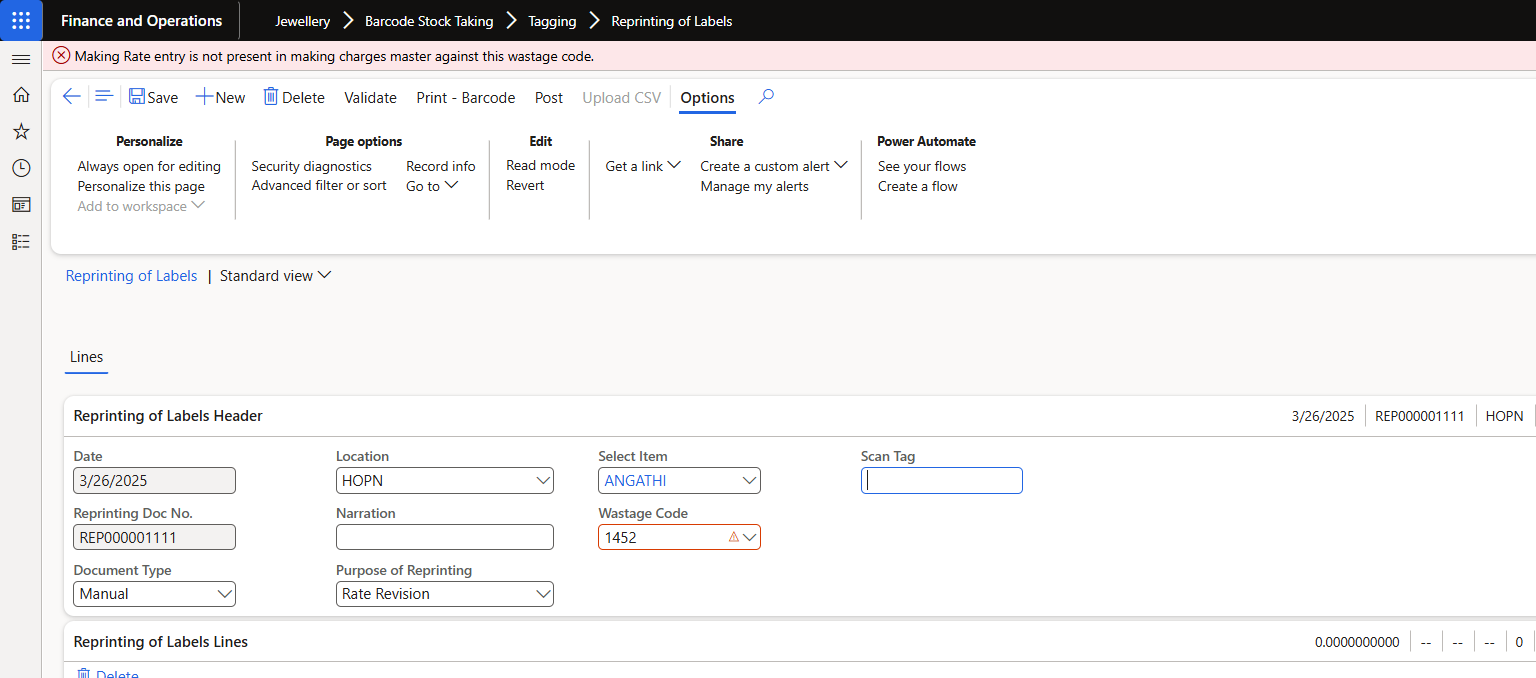 Finance and Operations Jewellery Barcode Stock Taking Tagging Reprinting of Labels
Making Rate entry is not present in making charges master against this wastage code.
Save New Delete Validate Print - Barcode Post Upload CSV Options
Personalize Page options Edit Share Power Automate
Always open for editing Security diagnostics Record info Read mode Get a link Create a custom alert See your flows
Personalize this page Advanced filter or sort Go to Revert Manage my alerts Create a flow
Add to workspace
Reprinting of Labels | Standard view
Lines
Reprinting of Labels Header 3/26/2025 REP000001111 HOPN
Date Location Select Item Scan Tag
3/26/2025 HOPN ANGATHI
Reprinting Doc No. Narration Wastage Code
REP000001111 1452
Document Type Purpose of Reprinting
Manual Rate Revision
Reprinting of Labels Lines 0.0000000000 -- -- -- 0
Delete